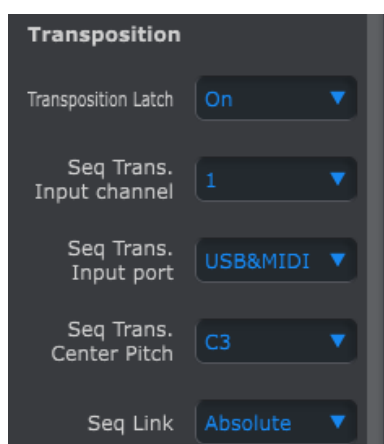 Transposition
Transposition Latch On
Seq Trans.
Input channel 1
Seq Trans.
Input port USB&MIDI
Seq Trans.
Center Pitch C3
Seq Link Absolute